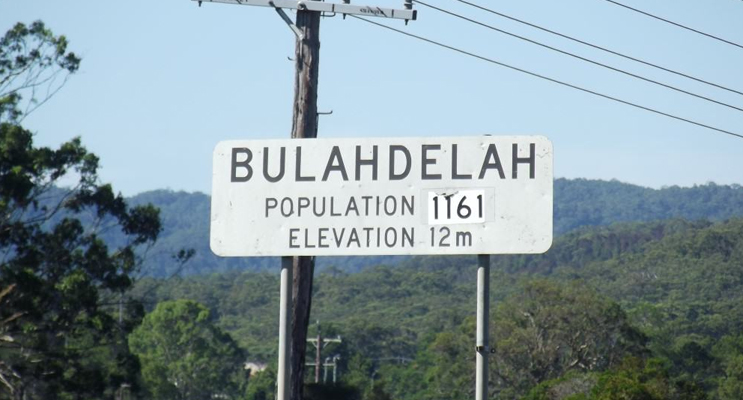 BULAHDELAH
POPULATION 1161
ELEVATION 12m